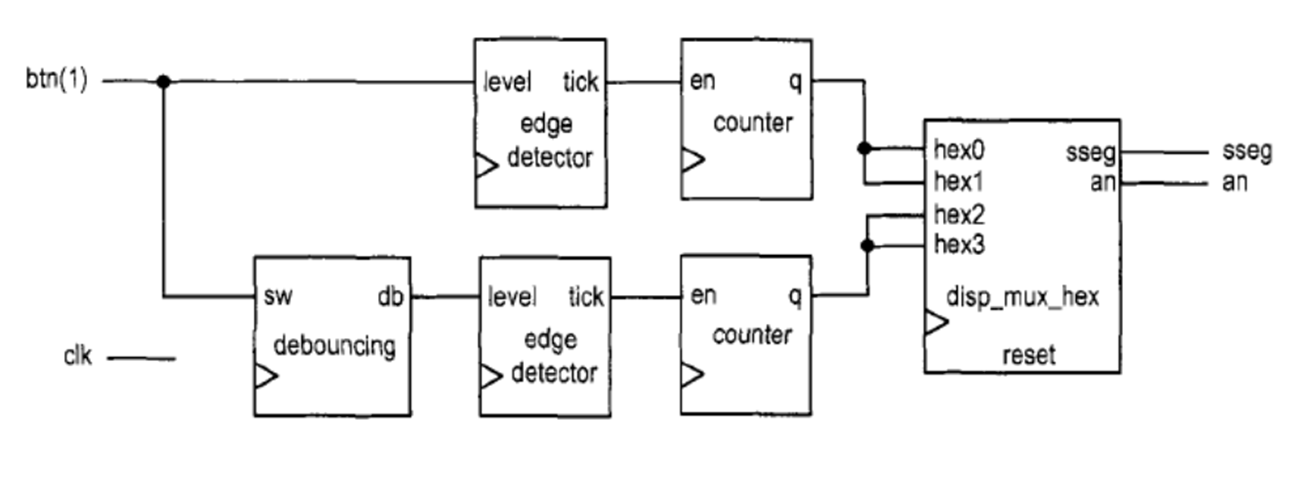 btn(1)
level tick
edge
detector
en q
counter
hex0
hex1
hex2
hex3
sseg
an
disp_mux_hex
reset
sseg
an
sw db
debouncing
level tick
edge
detector
en q
counter
clk